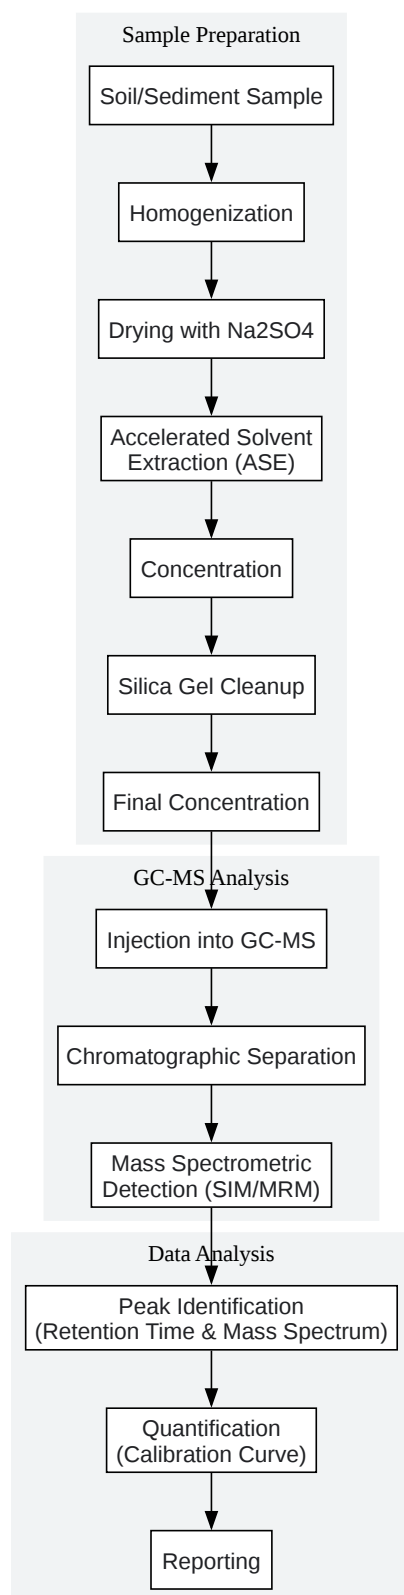 Sample Preparation
Soil/Sediment Sample
Homogenization
Drying with Na2SO4
Accelerated Solvent
Extraction (ASE)
Concentration
Silica Gel Cleanup
Final Concentration
GC-MS Analysis
Injection into GC-MS
Chromatographic Separation
Mass Spectrometric
Detection (SIM/MRM)
Data Analysis
Peak Identification
(Retention Time & Mass Spectrum)
Quantification
(Calibration Curve)
Reporting